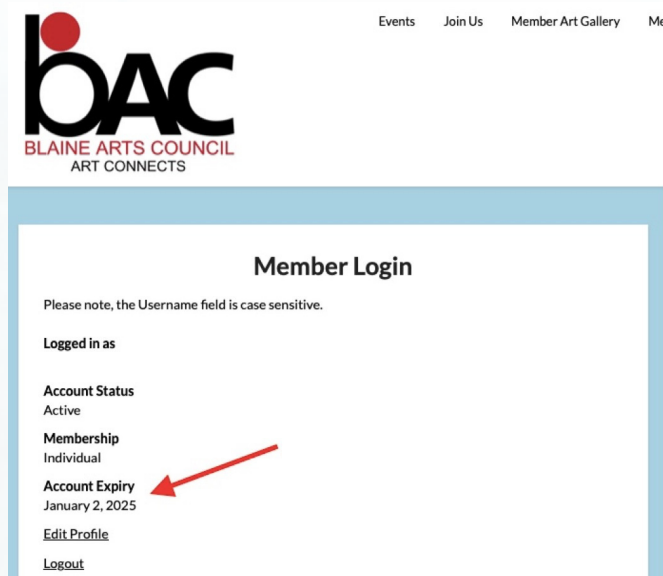 bAC
BLAINE ARTS COUNCIL
ART CONNECTS
Events Join Us Member Art Gallery
Member Login
Please note, the Username field is case sensitive.
Logged in as
Account Status
Active
Membership
Individual
Account Expiry
January 2, 2025
Edit Profile
Logout